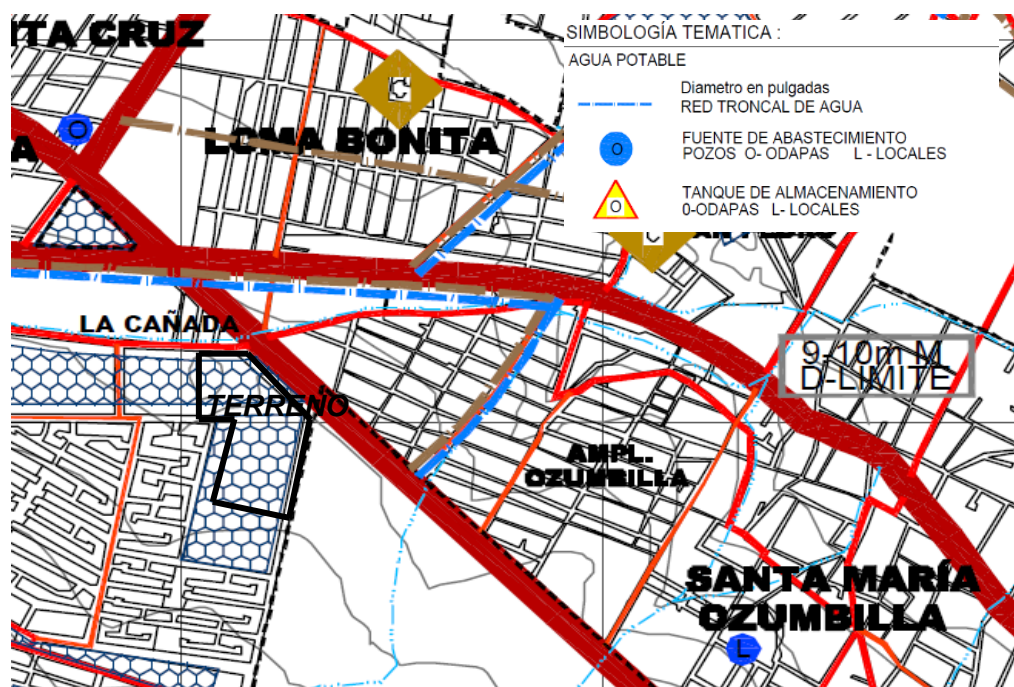 ITA CRUZ
SIMBOLOGÍA TEMATICA :
AGUA POTABLE
Diametro en pulgadas
RED TRONCAL DE AGUA
O FUENTE DE ABASTECIMIENTO
POZOS O- ODAPAS L - LOCALES
O TANQUE DE ALMACENAMIENTO
0-ODAPAS L- LOCALES
C
O
A
LOMA BONITA
C
LA CAÑADA
9-10m M
D-LIMITE
TERRENO
AMPL.
OZUMBILLA
SANTA MARÍA
OZUMBILLA
L